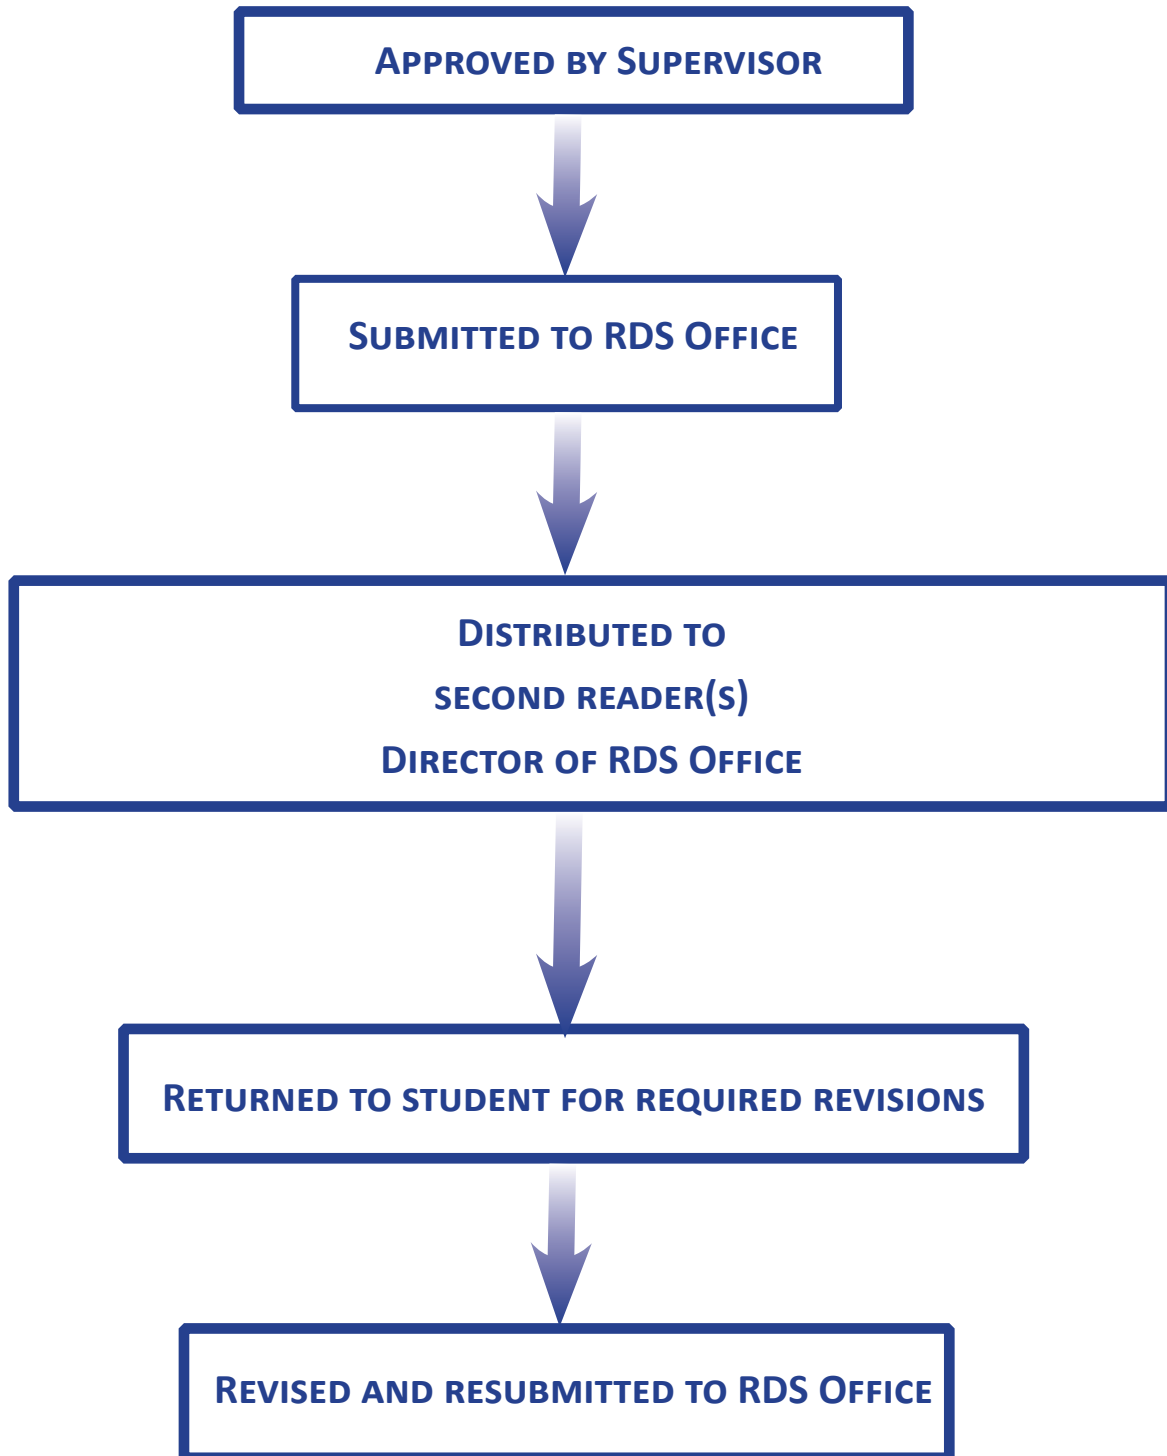 Approved by Supervisor
Submitted to RDS Office
Distributed to
second reader(s)
Director of RDS Office
Returned to student for required revisions
Revised and resubmitted to RDS Office